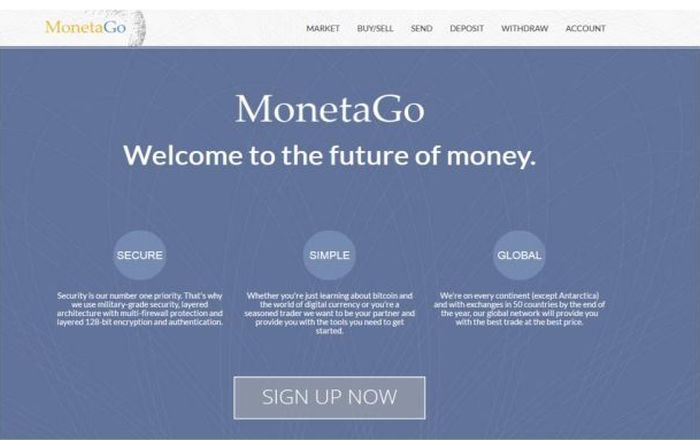 MonetaGo
MARKET BUY/SELL SEND DEPOSIT WITHDRAW ACCOUNT
MonetaGo
Welcome to the future of money.
SECURE
Security is our number one priority. That's why
we use military-grade security, layered
architecture with multi-firewall protection and
layered 128-bit encryption and authentication.
SIMPLE
Whether you're just learning about bitcoin and
the world of digital currency or you're a
seasoned trader we want to be your partner and
provide you with the tools you need to get
started.
GLOBAL
We're on every continent (except Antarctica)
and with exchanges in 50 countries by the end of
the year, our global network will provide you
with the best trade at the best price.
SIGN UP NOW